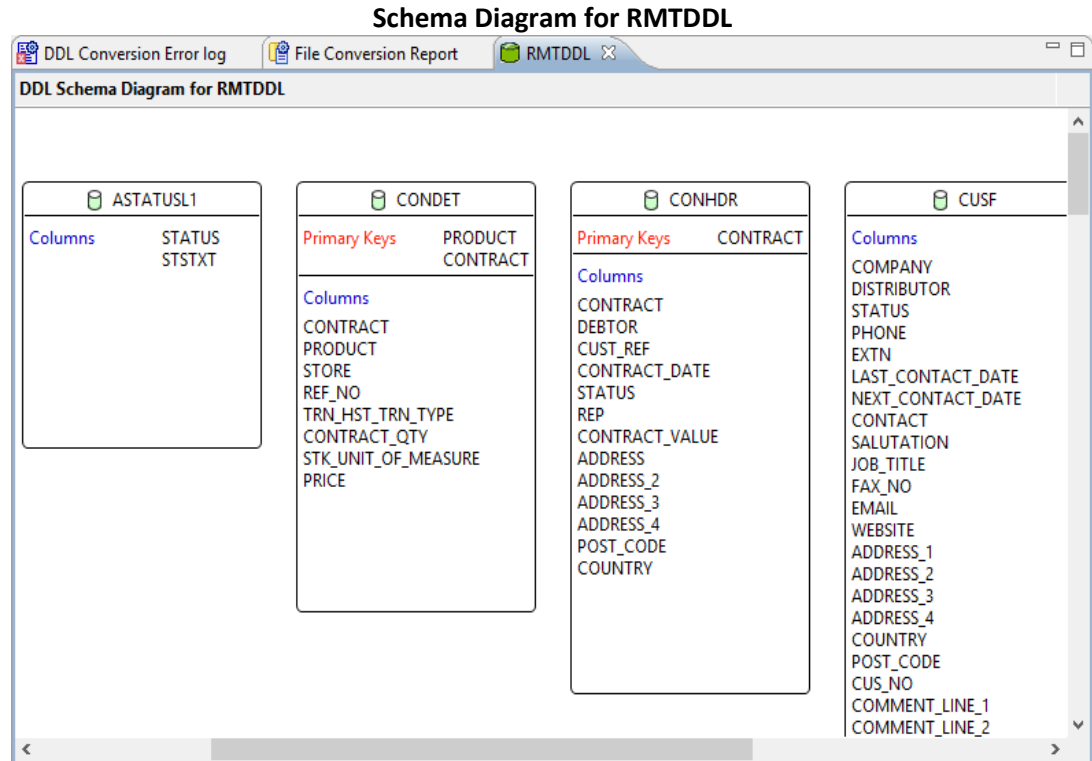 Schema Diagram for RMTDDL
DDL Conversion Error log File Conversion Report RMTDDL
DDL Schema Diagram for RMTDDL
ASTATUSL1
Columns STATUS
STSTXT
CONDET
Primary Keys PRODUCT
CONTRACT
Columns
CONTRACT
PRODUCT
STORE
REF_NO
TRN_HST_TRN_TYPE
CONTRACT_QTY
STK_UNIT_OF_MEASURE
PRICE
CONHDR
Primary Keys CONTRACT
Columns
CONTRACT
DEBTOR
CUST_REF
CONTRACT_DATE
STATUS
REP
CONTRACT_VALUE
ADDRESS
ADDRESS_2
ADDRESS_3
ADDRESS_4
POST_CODE
COUNTRY
CUSF
Columns
COMPANY
DISTRIBUTOR
STATUS
PHONE
EXTN
LAST_CONTACT_DATE
NEXT_CONTACT_DATE
CONTACT
SALUTATION
JOB_TITLE
FAX_NO
EMAIL
WEBSITE
ADDRESS_1
ADDRESS_2
ADDRESS_3
ADDRESS_4
COUNTRY
POST_CODE
CUS_NO
COMMENT_LINE_1
COMMENT_LINE_2